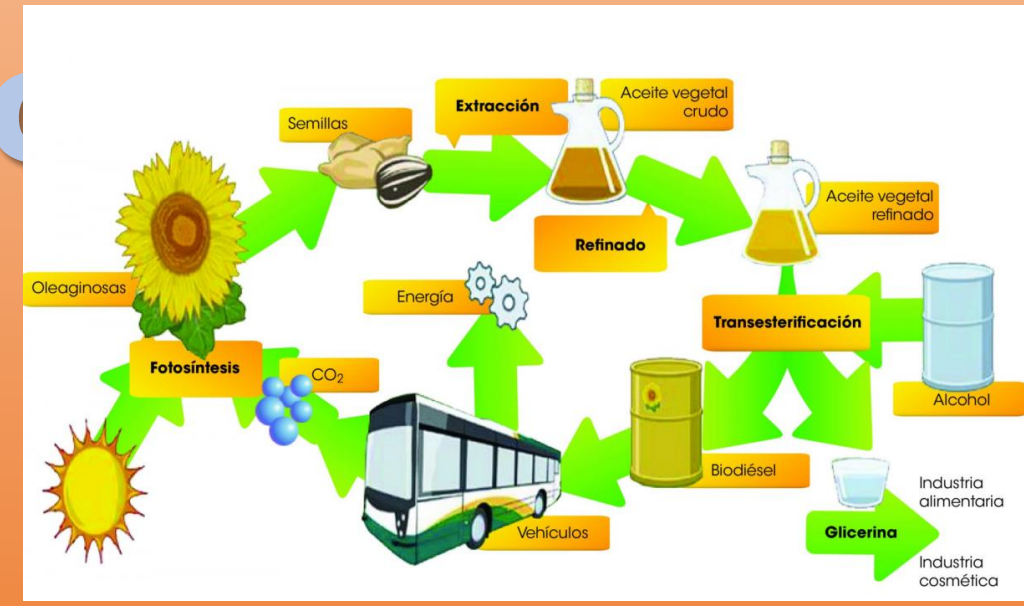 Semillas
Extracción
Aceite vegetal
crudo
Refinado
Aceite vegetal
refinado
Oleaginosas
Energía
Transesterificación
Fotosíntesis
CO₂
Alcohol
Biodiésel
Vehículos
Glicerina
Industria
alimentaria
Industria
cosmética